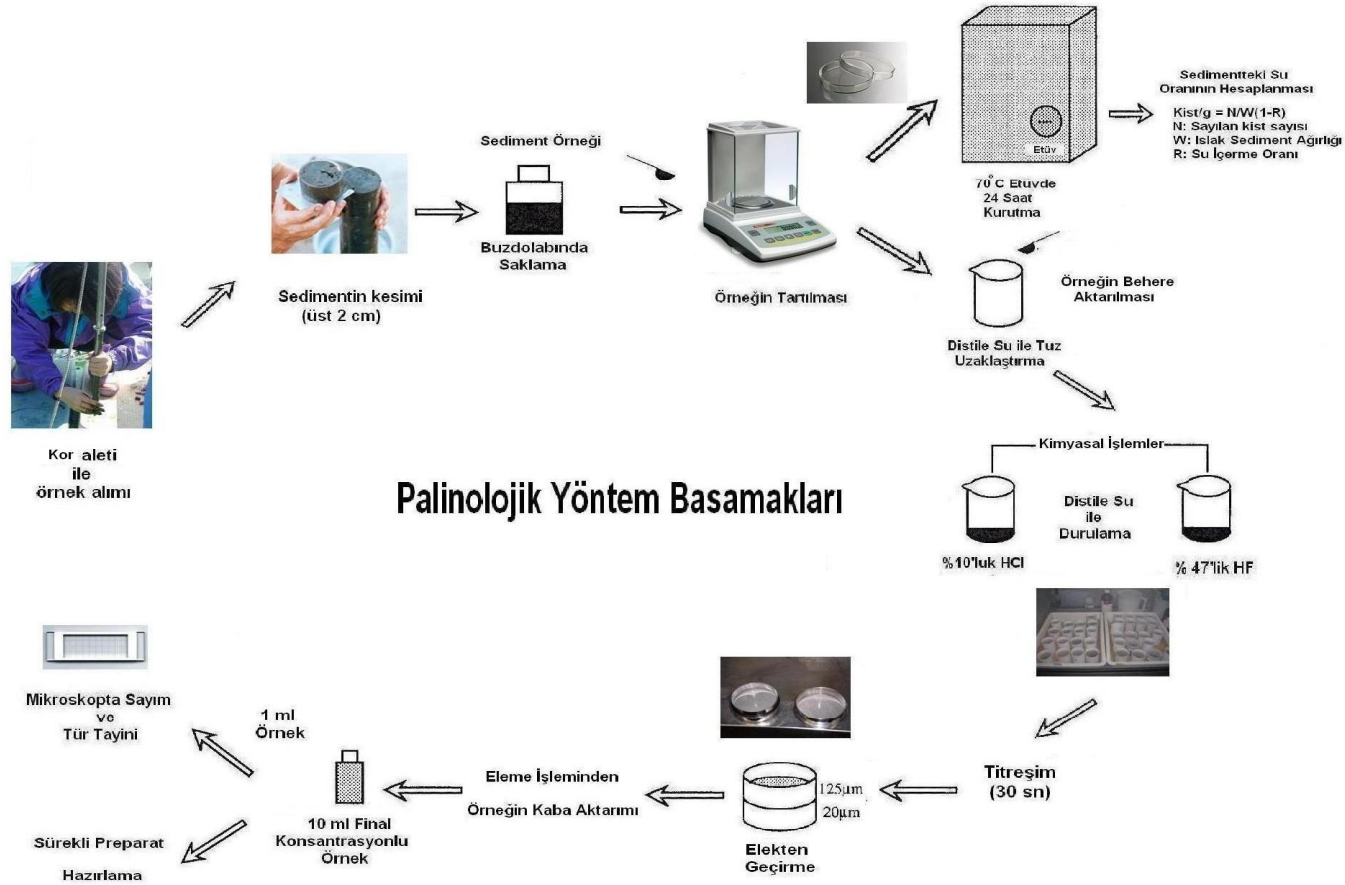 Kor aleti
ile
örnek alımı
Sedimentin kesimi
(üst 2 cm)
Sediment Örneği
Buzdolabında
Saklama
Örneğin Tartılması
Etüv
70°C Etüvde
24 Saat
Kurutma
Sedimentteki Su
Oranının Hesaplanması
Kist/g = N/W(1-R)
N: Sayılan kist sayısı
W: Islak Sediment Ağırlığı
R: Su İçerme Oranı
Örneğin Behere
Aktarılması
Distile Su ile Tuz
Uzaklaştırma
Kimyasal İşlemler
Distile Su
ile
Durulama
%10'luk HCl
% 47'lik HF
Palinolojik Yöntem Basamakları
Titreşim
(30 sn)
125µm
20µm
Elekten
Geçirme
Eleme İşleminden
Örneğin Kaba Aktarımı
10 ml Final
Konsantrasyonlu
Örnek
1 ml
Örnek
Mikroskopta Sayım
ve
Tür Tayini
Sürekli Preparat
Hazırlama